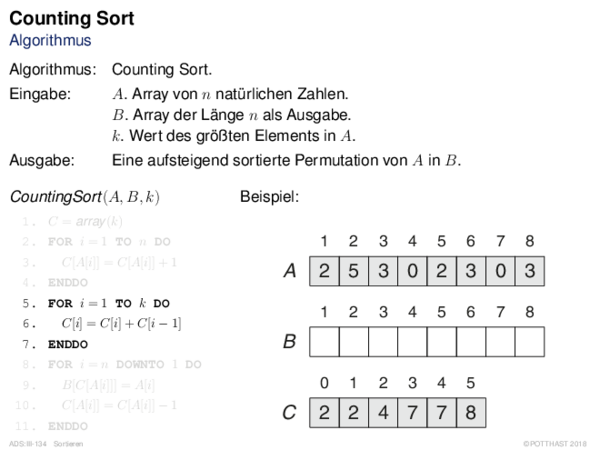 Counting Sort
Algorithmus
Algorithmus: Counting Sort.
Eingabe: A. Array von n natürlichen Zahlen.
B. Array der Länge n als Ausgabe.
k. Wert des größten Elements in A.
Ausgabe: Eine aufsteigend sortierte Permutation von A in B.
CountingSort(A, B, k)
1. C = array(k)
2. FOR i = 1 TO n DO
3. C[A[i]] = C[A[i]] + 1
4. ENDDO
5. FOR i = 1 TO k DO
6. C[i] = C[i] + C[i − 1]
7. ENDDO
8. FOR i = n DOWNTO 1 DO
9. B[C[A[i]]] = A[i]
10. C[A[i]] = C[A[i]] − 1
11. ENDDO
Beispiel:
1 2 3 4 5 6 7 8
A 2 5 3 0 2 3 0 3
1 2 3 4 5 6 7 8
B
0 1 2 3 4 5
C 2 2 4 7 7 8
ADS:III-134 Sortieren
© POTTHAST 2018